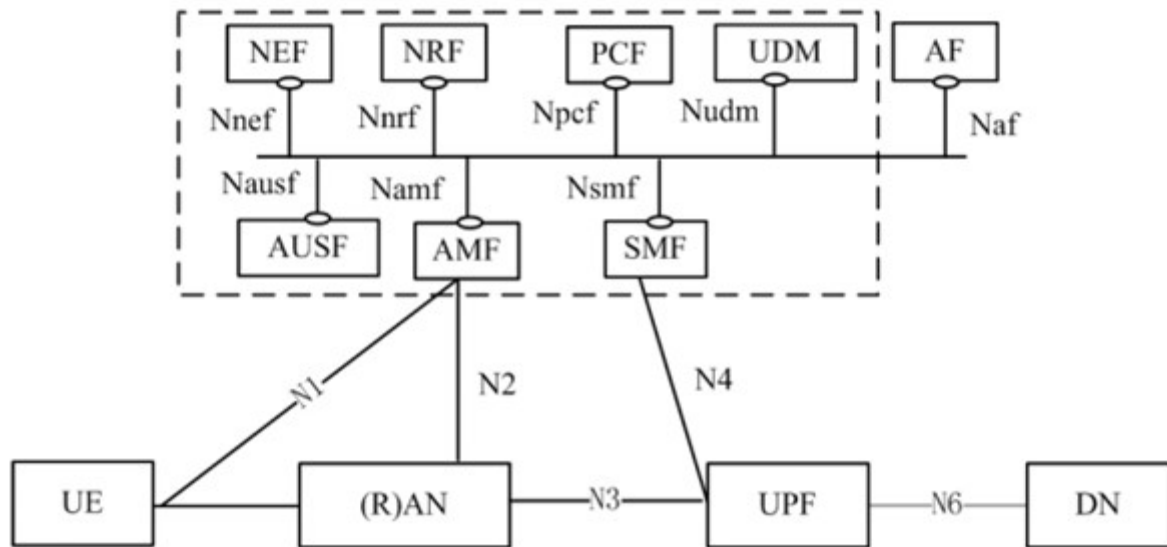 NEF NRF PCF UDM AF
Nnef Nnrf Npcf Nudm Naf
Nausf Namf Nsmf
AUSF AMF SMF
N1 N2 N4
UE (R)AN N3 UPF N6 DN